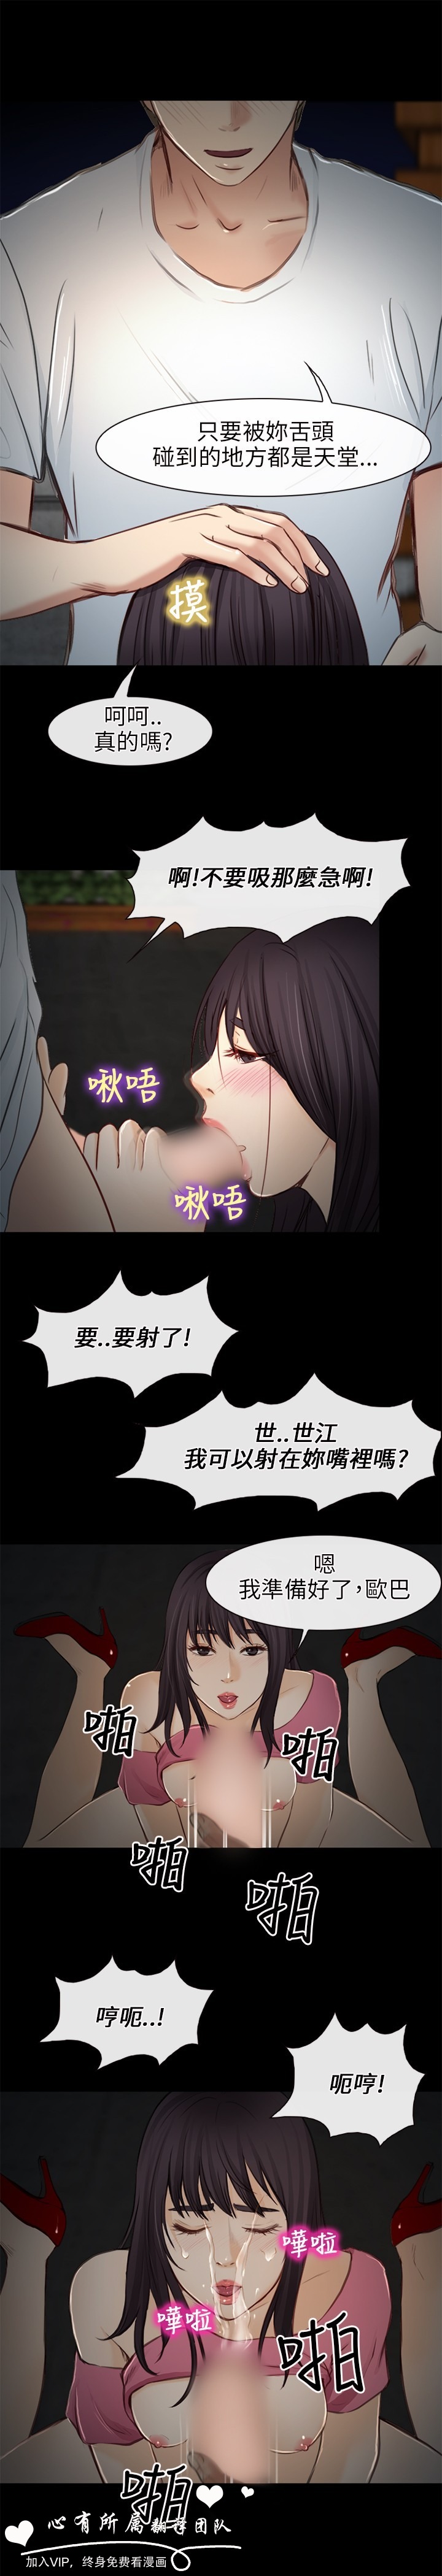 只要被妳舌頭
碰到的地方都是天堂...
摸
呵呵..
真的嗎?
啊!不要吸那麼急啊!
啾唔
啾唔
要..要射了!
世..世江
我可以射在妳嘴裡嗎?
嗯
我準備好了,歐巴
啪
啪
啪
啪
哼呃..!
呃哼!
嘩啦
嘩啦
啪
啪
心有所属翻译团队
加入VIP，终身免费看漫画